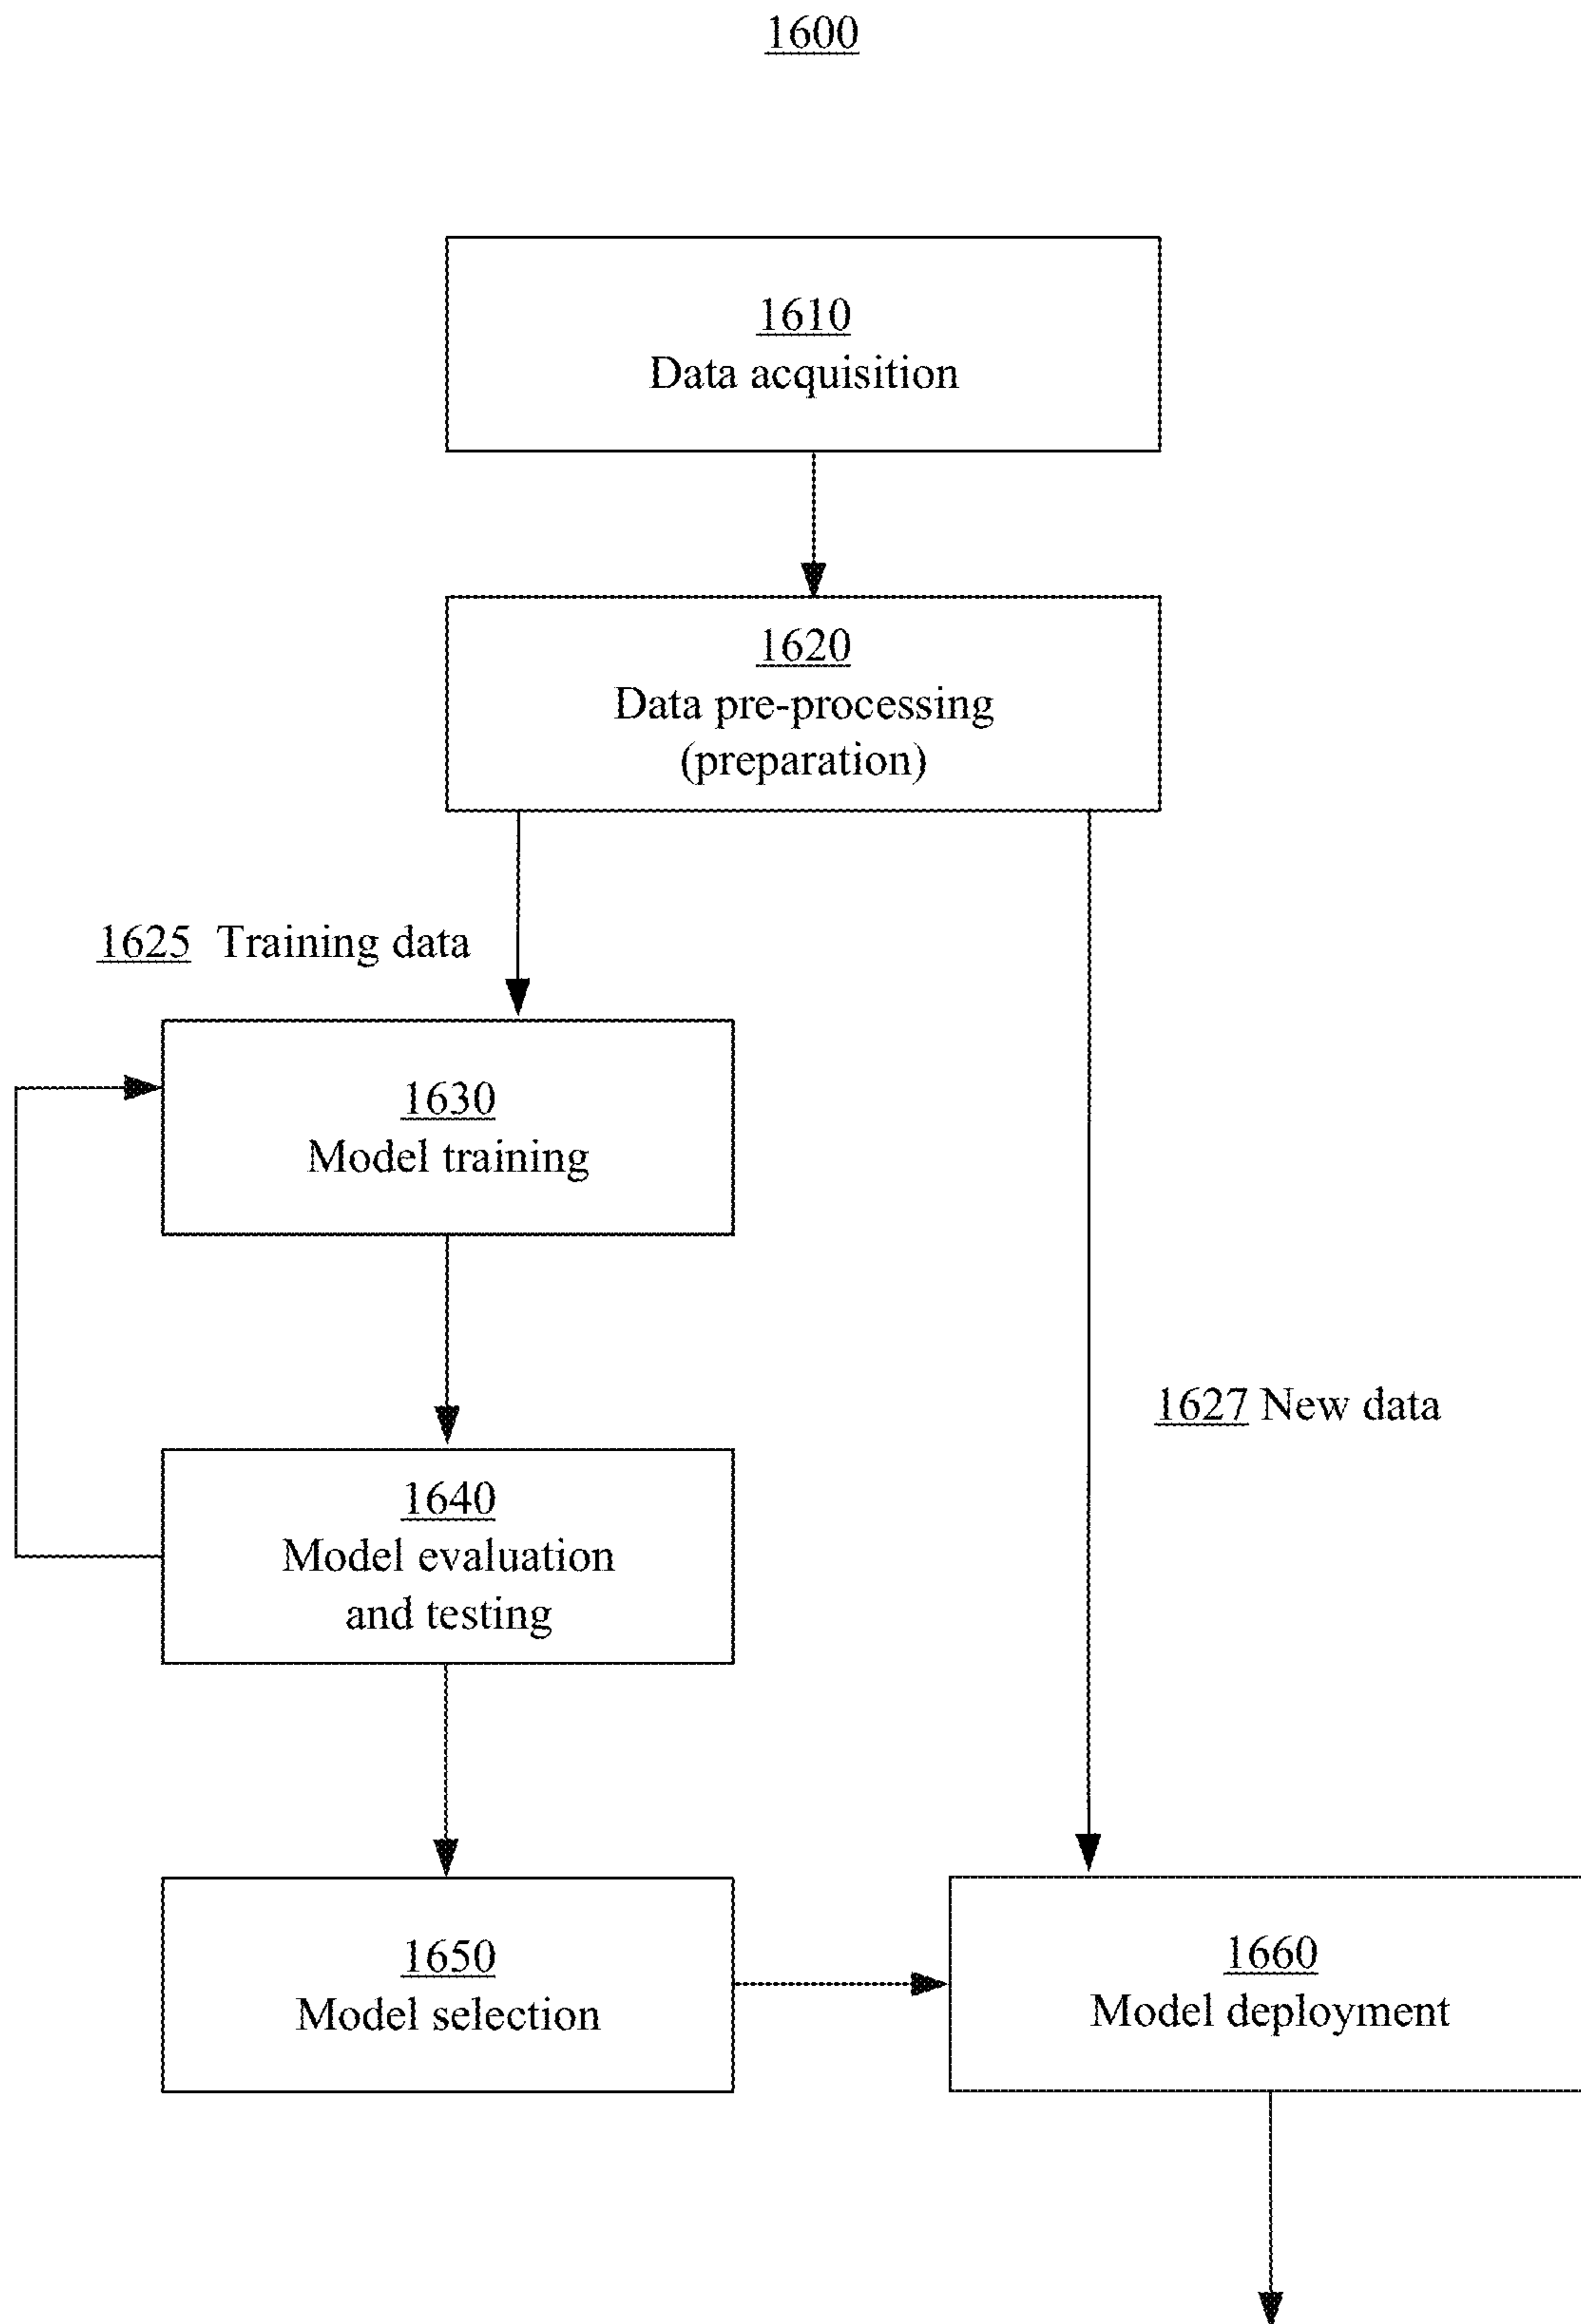 1600
1610
Data acquisition
1620
Data pre-processing
(preparation)
1625 Training data
1630
Model training
1627 New data
1640
Model evaluation
and testing
1650
Model selection
1660
Model deployment